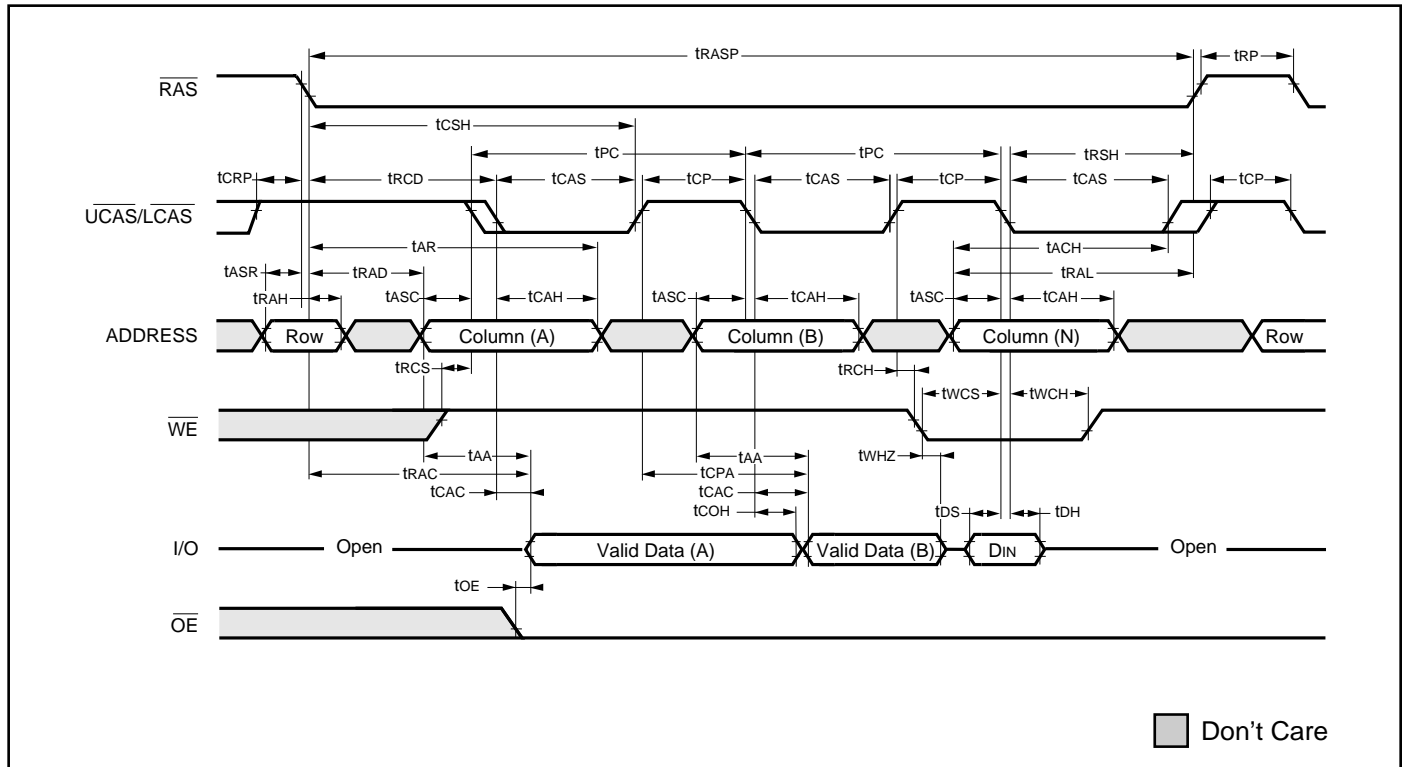 tRASP tRP
RAS
tCSH
tPC tPC tRSH
tCRP tRCD tCAS tCP tCAS tCP tCAS tCP
UCAS/LCAS
tAR tACH
tASR tRAD tRAL
tRAH tASC tCAH tASC tCAH tASC tCAH
ADDRESS Row Column (A) Column (B) Column (N) Row
tRCS tRCH
tWCS tWCH
WE
tAA tAA tWHZ
tRAC tCPA
tCAC tCAC
tCOH tDS tDH
I/O Open Valid Data (A) Valid Data (B) DIN Open
tOE
OE
Don't Care